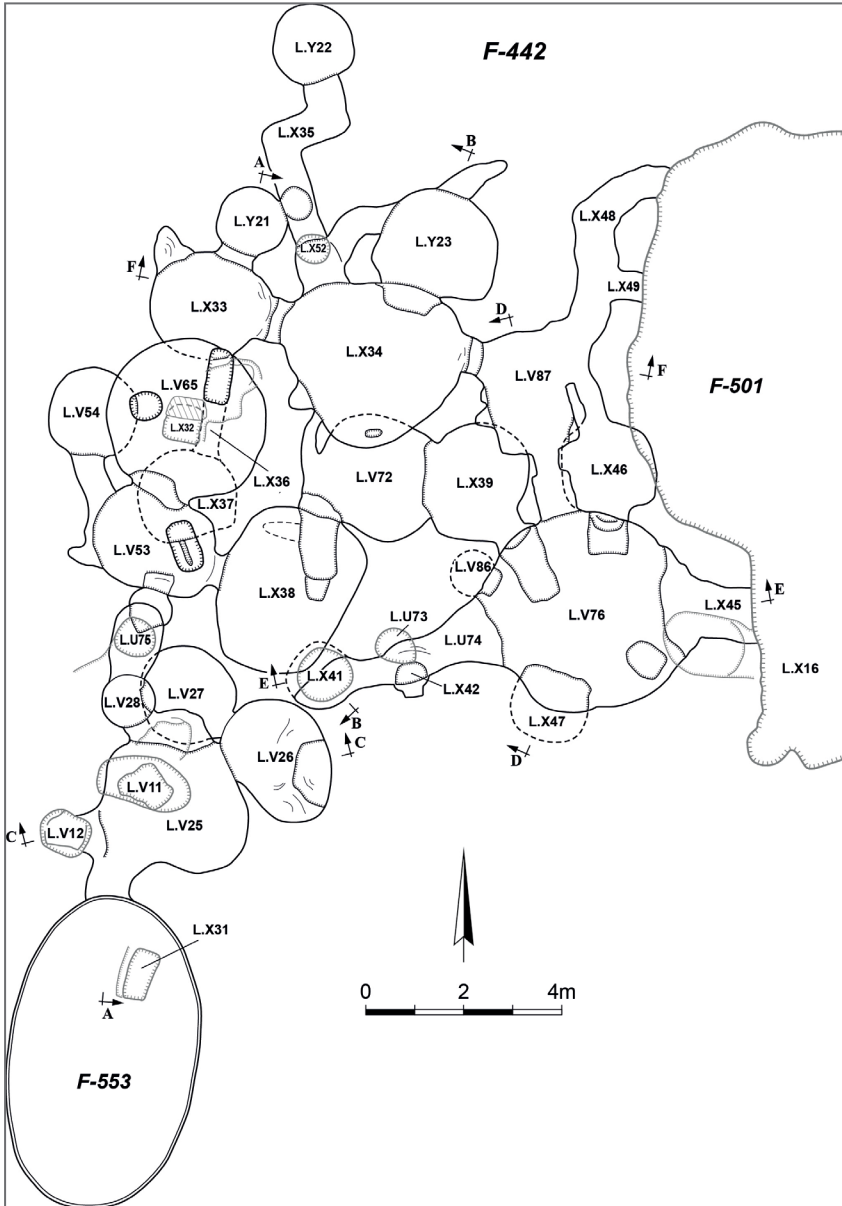 L.Y22
F-442
L.X35
B
A
L.Y21
L.X48
L.X52
L.Y23
F
L.X49
L.X33
D
L.X34
F
L.V65
L.V87
F-501
L.V54
L.X32
L.X36
L.X46
L.V72
L.X39
L.X37
L.V53
L.V86
L.X38
L.V76
E
L.X45
L.U73
L.U75
L.U74
L.X16
L.X41
E
L.X42
L.V27
L.V28
B
L.X47
C
L.V26
D
L.V11
L.V25
L.V12
C
L.X31
0 2 4m
A
F-553